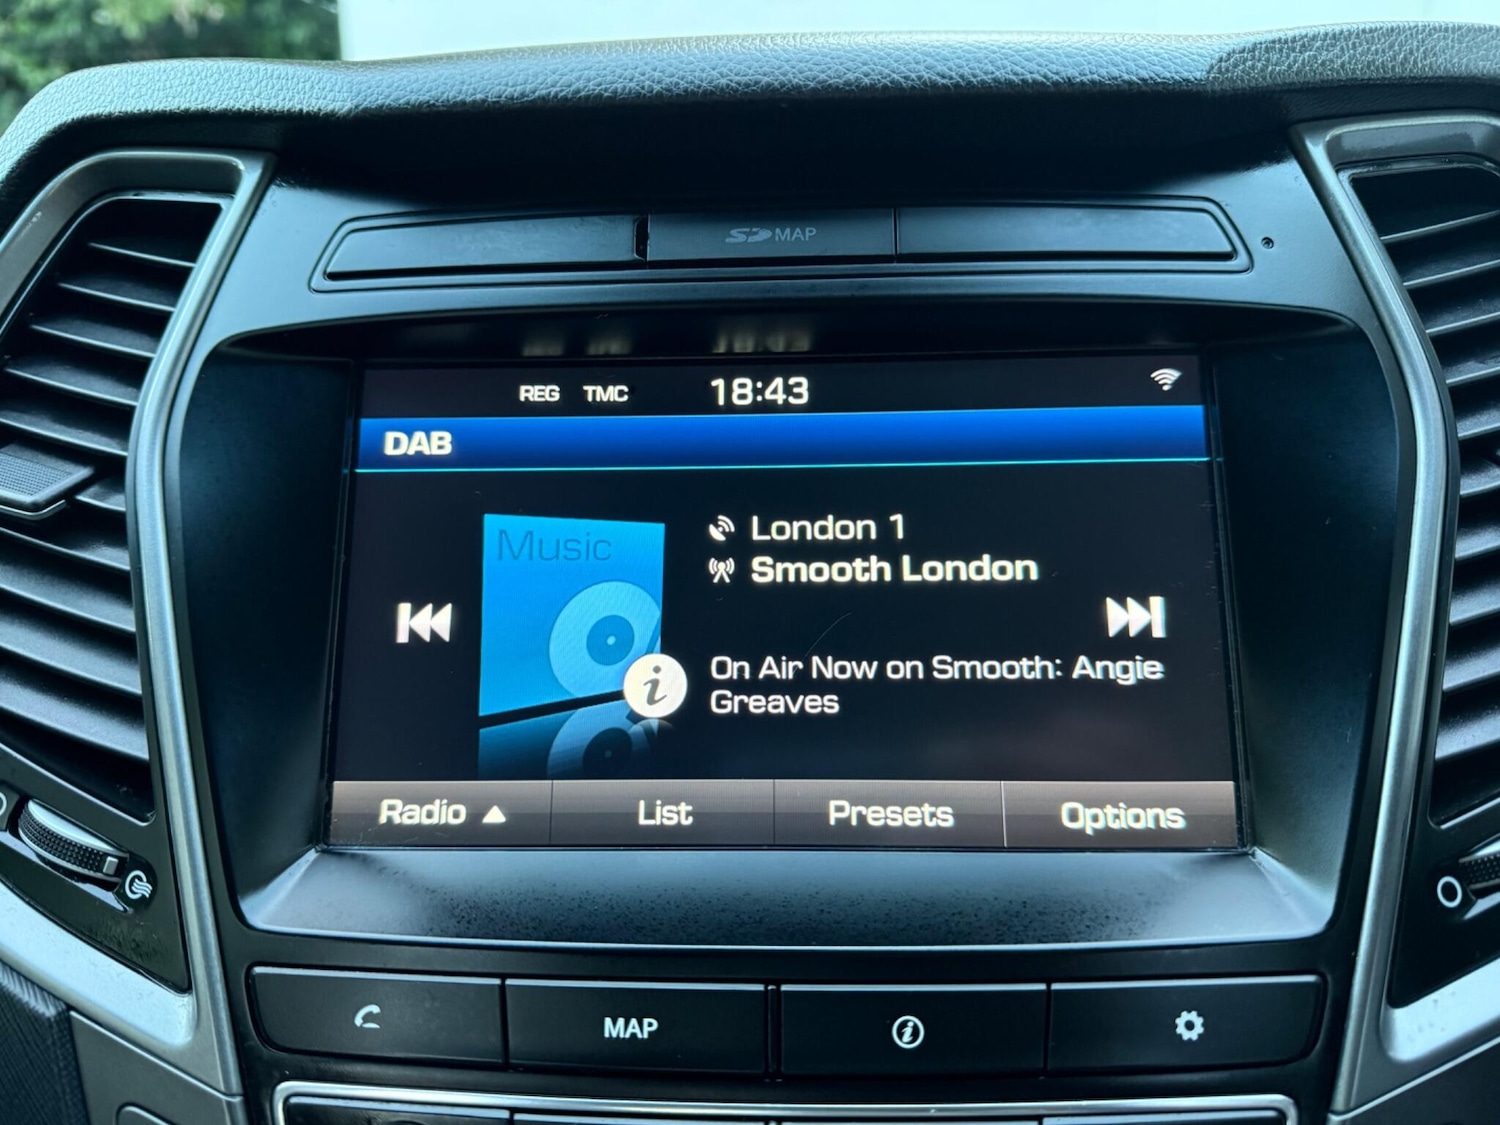 SD MAP
REG TMC 18:43
DAB
Music
London 1
Smooth London
On Air Now on Smooth: Angie
Greaves
i
Radio ▲ List Presets Options
MAP i